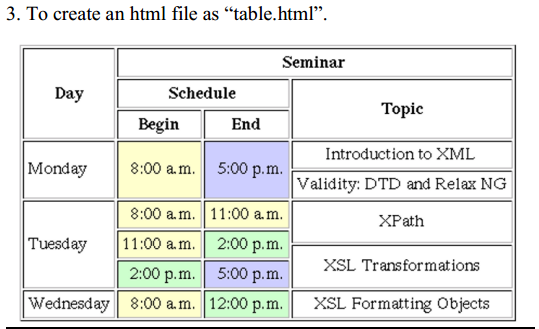 3. To create an html file as “table.html”.
Seminar
Day
Schedule
Topic
Begin End
Introduction to XML
Monday 8:00 a.m. 5:00 p.m.
Validity: DTD and Relax NG
8:00 a.m. 11:00 a.m.
XPath
Tuesday 11:00 a.m. 2:00 p.m.
XSL Transformations
2:00 p.m. 5:00 p.m.
Wednesday 8:00 a.m. 12:00 p.m. XSL Formatting Objects